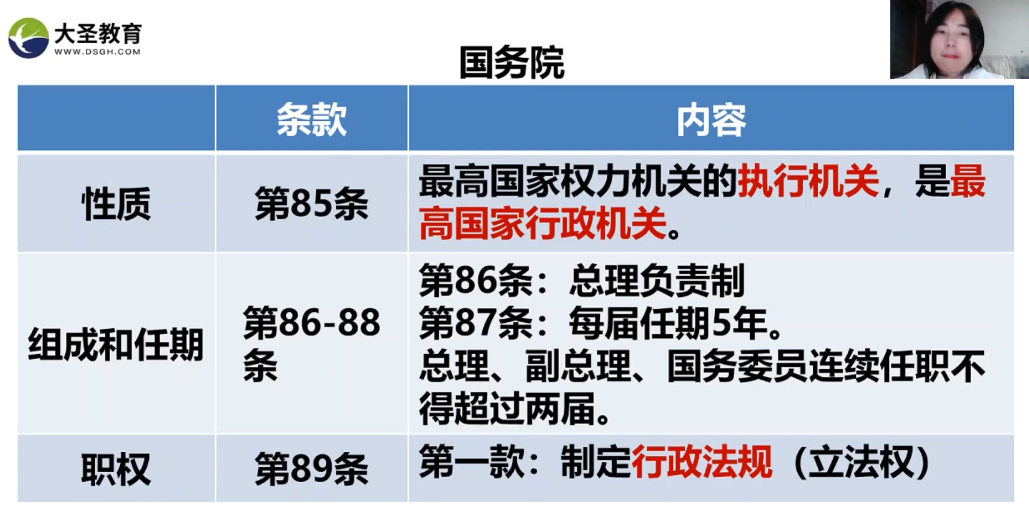 大圣教育
WWW.DSGH.COM
国务院
条款
内容
性质
第85条
最高国家权力机关的执行机关，是最
高国家行政机关。
组成和任期
第86-88
条
第86条：总理负责制
第87条：每届任期5年。
总理、副总理、国务委员连续任职不
得超过两届。
职权
第89条
第一款：制定行政法规（立法权）